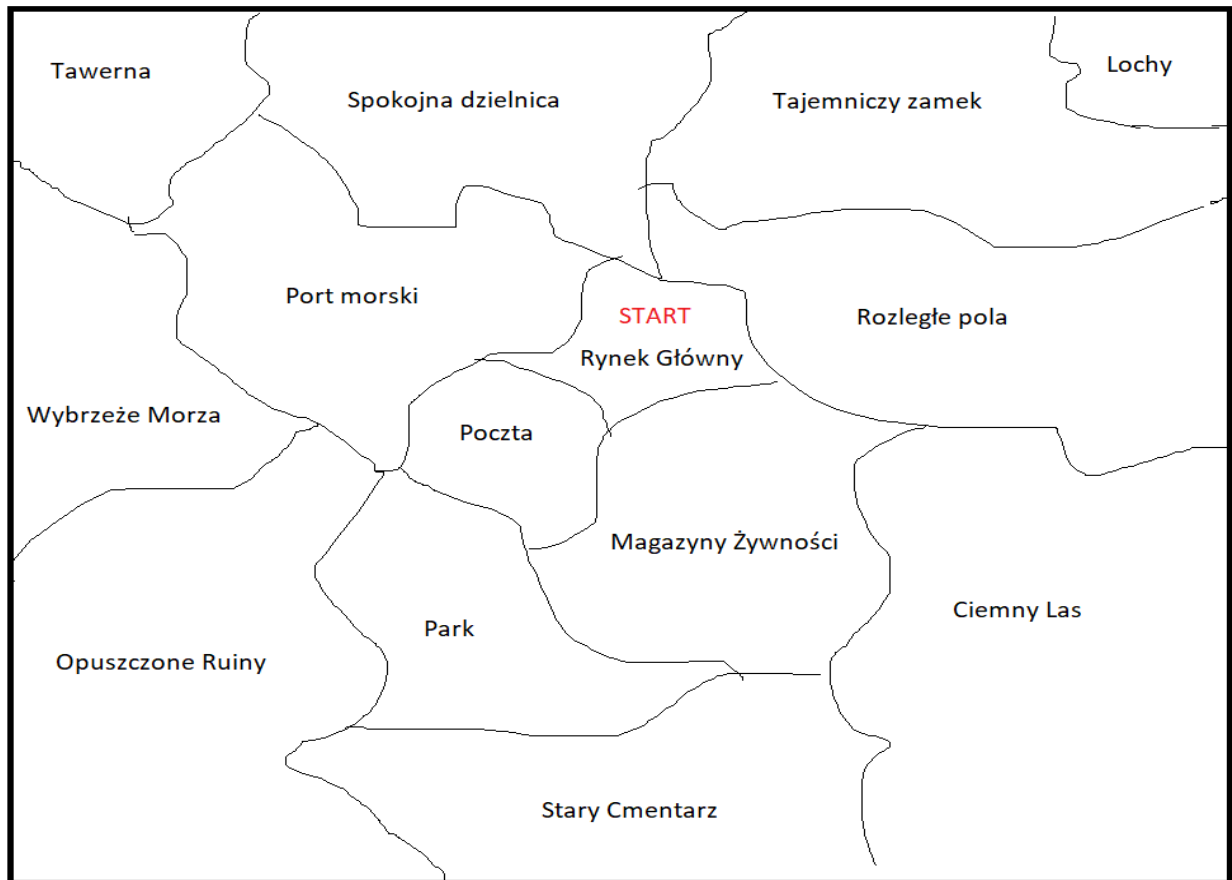 Tawerna
Spokojna dzielnica
Tajemniczy zamek
Lochy
Port morski
START
Rynek Główny
Rozległe pola
Wybrzeże Morza
Poczta
Magazyny Żywności
Ciemny Las
Park
Opuszczone Ruiny
Stary Cmentarz